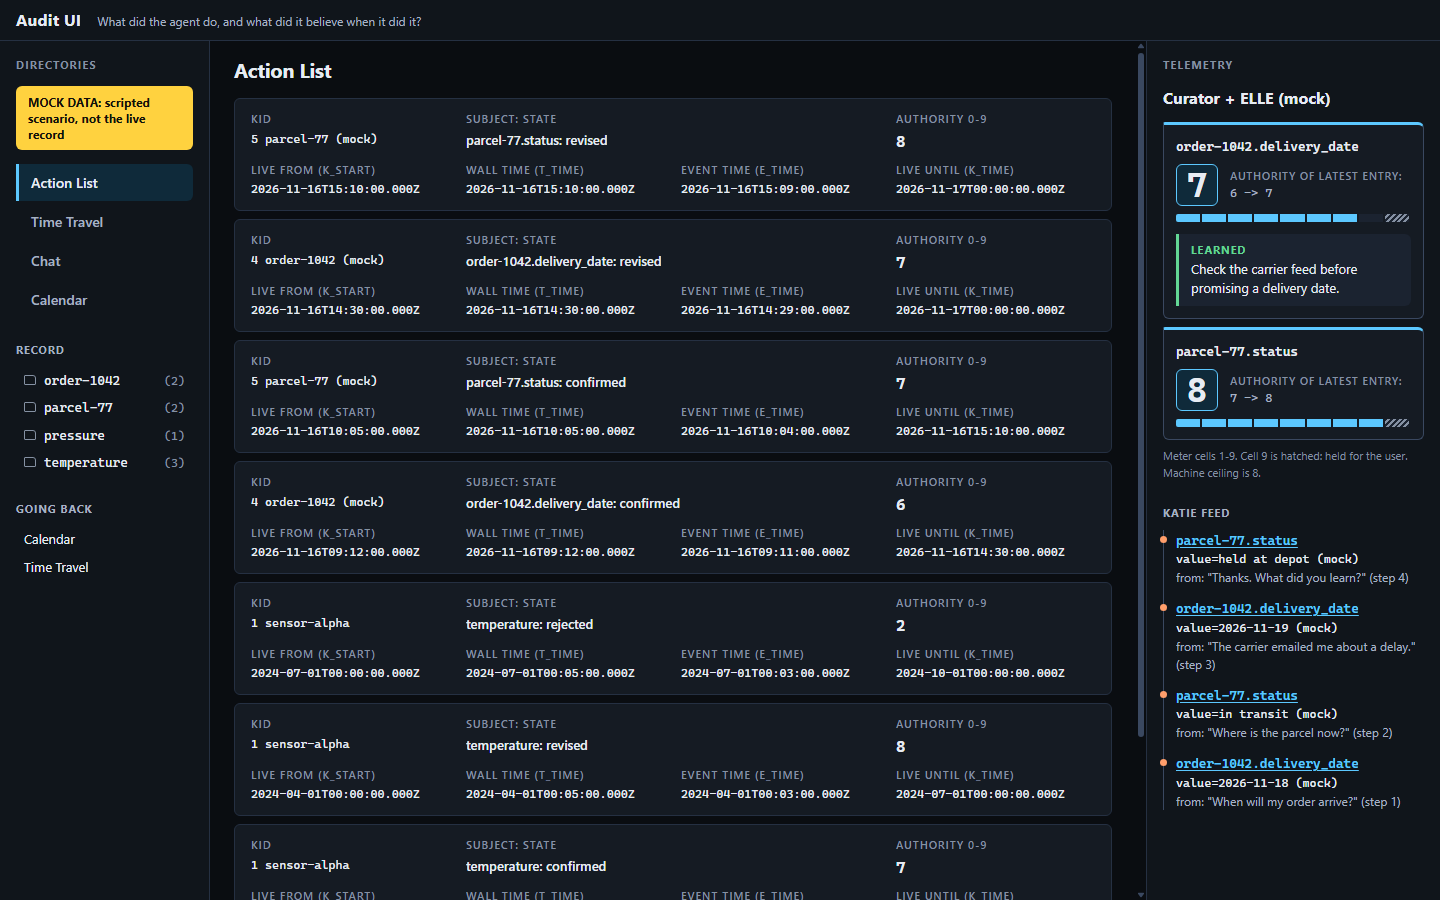 Audit UI
What did the agent do, and what did it believe when it did it?
DIRECTORIES
MOCK DATA: scripted
scenario, not the live
record
Action List
Time Travel
Chat
Calendar
RECORD
order-1042 (2)
parcel-77 (2)
pressure (1)
temperature (3)
GOING BACK
Calendar
Time Travel
Action List
KID SUBJECT: STATE AUTHORITY 0-9
5 parcel-77 (mock) parcel-77.status: revised 8
LIVE FROM (K_START) WALL TIME (T_TIME) EVENT TIME (E_TIME) LIVE UNTIL (K_TIME)
2026-11-16T15:10:00.000Z 2026-11-16T15:10:00.000Z 2026-11-16T15:09:00.000Z 2026-11-17T00:00:00.000Z
KID SUBJECT: STATE AUTHORITY 0-9
4 order-1042 (mock) order-1042.delivery_date: revised 7
LIVE FROM (K_START) WALL TIME (T_TIME) EVENT TIME (E_TIME) LIVE UNTIL (K_TIME)
2026-11-16T14:30:00.000Z 2026-11-16T14:30:00.000Z 2026-11-16T14:29:00.000Z 2026-11-17T00:00:00.000Z
KID SUBJECT: STATE AUTHORITY 0-9
5 parcel-77 (mock) parcel-77.status: confirmed 7
LIVE FROM (K_START) WALL TIME (T_TIME) EVENT TIME (E_TIME) LIVE UNTIL (K_TIME)
2026-11-16T10:05:00.000Z 2026-11-16T10:05:00.000Z 2026-11-16T10:04:00.000Z 2026-11-16T15:10:00.000Z
KID SUBJECT: STATE AUTHORITY 0-9
4 order-1042 (mock) order-1042.delivery_date: confirmed 6
LIVE FROM (K_START) WALL TIME (T_TIME) EVENT TIME (E_TIME) LIVE UNTIL (K_TIME)
2026-11-16T09:12:00.000Z 2026-11-16T09:12:00.000Z 2026-11-16T09:11:00.000Z 2026-11-16T14:30:00.000Z
KID SUBJECT: STATE AUTHORITY 0-9
1 sensor-alpha temperature: rejected 2
LIVE FROM (K_START) WALL TIME (T_TIME) EVENT TIME (E_TIME) LIVE UNTIL (K_TIME)
2024-07-01T00:00:00.000Z 2024-07-01T00:05:00.000Z 2024-07-01T00:03:00.000Z 2024-10-01T00:00:00.000Z
KID SUBJECT: STATE AUTHORITY 0-9
1 sensor-alpha temperature: revised 8
LIVE FROM (K_START) WALL TIME (T_TIME) EVENT TIME (E_TIME) LIVE UNTIL (K_TIME)
2024-04-01T00:00:00.000Z 2024-04-01T00:05:00.000Z 2024-04-01T00:03:00.000Z 2024-07-01T00:00:00.000Z
KID SUBJECT: STATE AUTHORITY 0-9
1 sensor-alpha temperature: confirmed 7
LIVE FROM (K_START) WALL TIME (T_TIME) EVENT TIME (E_TIME) LIVE UNTIL (K_TIME)
TELEMETRY
Curator + ELLE (mock)
order-1042.delivery_date
7 AUTHORITY OF LATEST ENTRY:
6 -> 7
LEARNED
Check the carrier feed before
promising a delivery date.
parcel-77.status
8 AUTHORITY OF LATEST ENTRY:
7 -> 8
Meter cells 1-9. Cell 9 is hatched: held for the user.
Machine ceiling is 8.
KATIE FEED
parcel-77.status
value=held at depot (mock)
from: "Thanks. What did you learn?" (step 4)
order-1042.delivery_date
value=2026-11-19 (mock)
from: "The carrier emailed me about a delay."
(step 3)
parcel-77.status
value=in transit (mock)
from: "Where is the parcel now?" (step 2)
order-1042.delivery_date
value=2026-11-18 (mock)
from: "When will my order arrive?" (step 1)